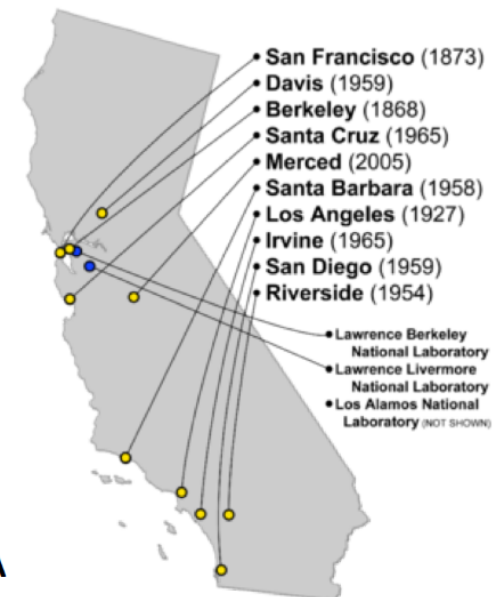 • San Francisco (1873)
• Davis (1959)
• Berkeley (1868)
• Santa Cruz (1965)
• Merced (2005)
• Santa Barbara (1958)
• Los Angeles (1927)
• Irvine (1965)
• San Diego (1959)
• Riverside (1954)
• Lawrence Berkeley
National Laboratory
• Lawrence Livermore
National Laboratory
• Los Alamos National
Laboratory (NOT SHOWN)